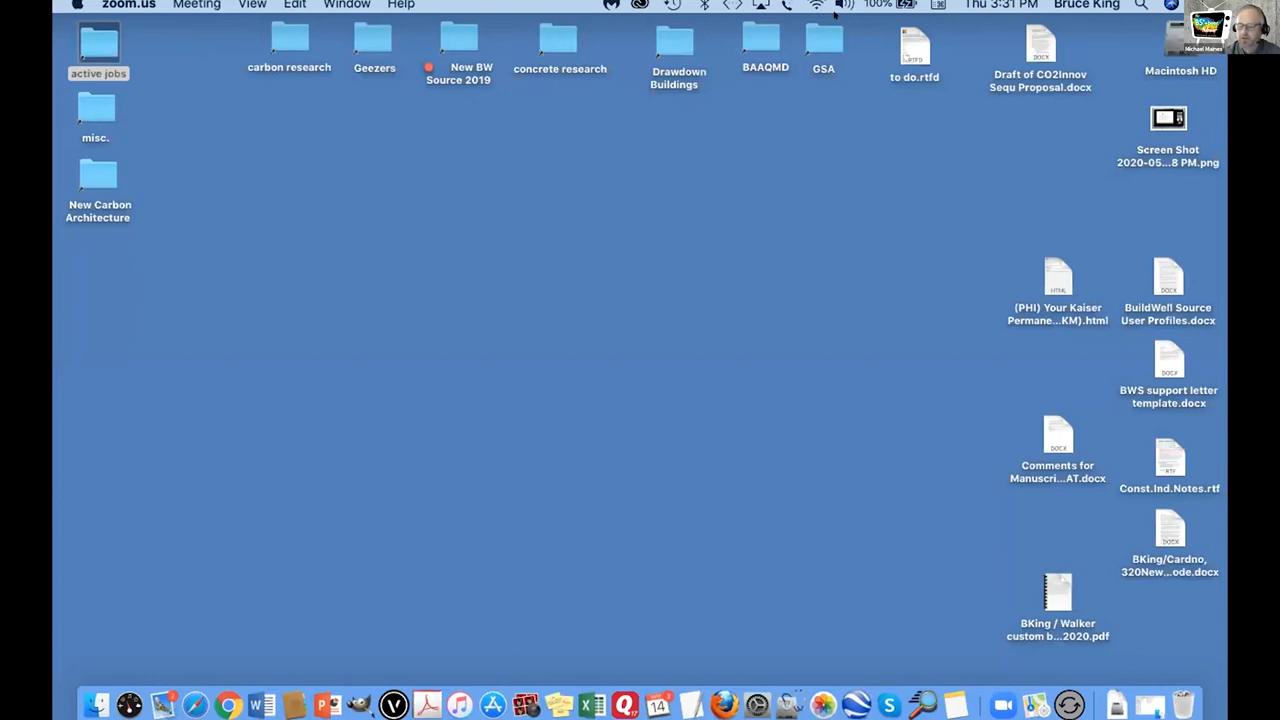 zoom.us Meeting View Edit Window Help 100% Thu 3:31 PM Bruce King
Michael Maines
active jobs
carbon research
Geezers
New BW
Source 2019
concrete research
Drawdown
Buildings
BAAQMD
GSA
to do.rtfd
Draft of CO2Innov
Sequ Proposal.docx
Macintosh HD
misc.
Screen Shot
2020-05...8 PM.png
New Carbon
Architecture
(PHI) Your Kaiser
Permane...KM).html
BuildWell Source
User Profiles.docx
BWS support letter
template.docx
Comments for
Manuscri...AT.docx
Const.Ind.Notes.rtf
BKing/Cardno,
320New...ode.docx
BKing / Walker
custom b...2020.pdf
14